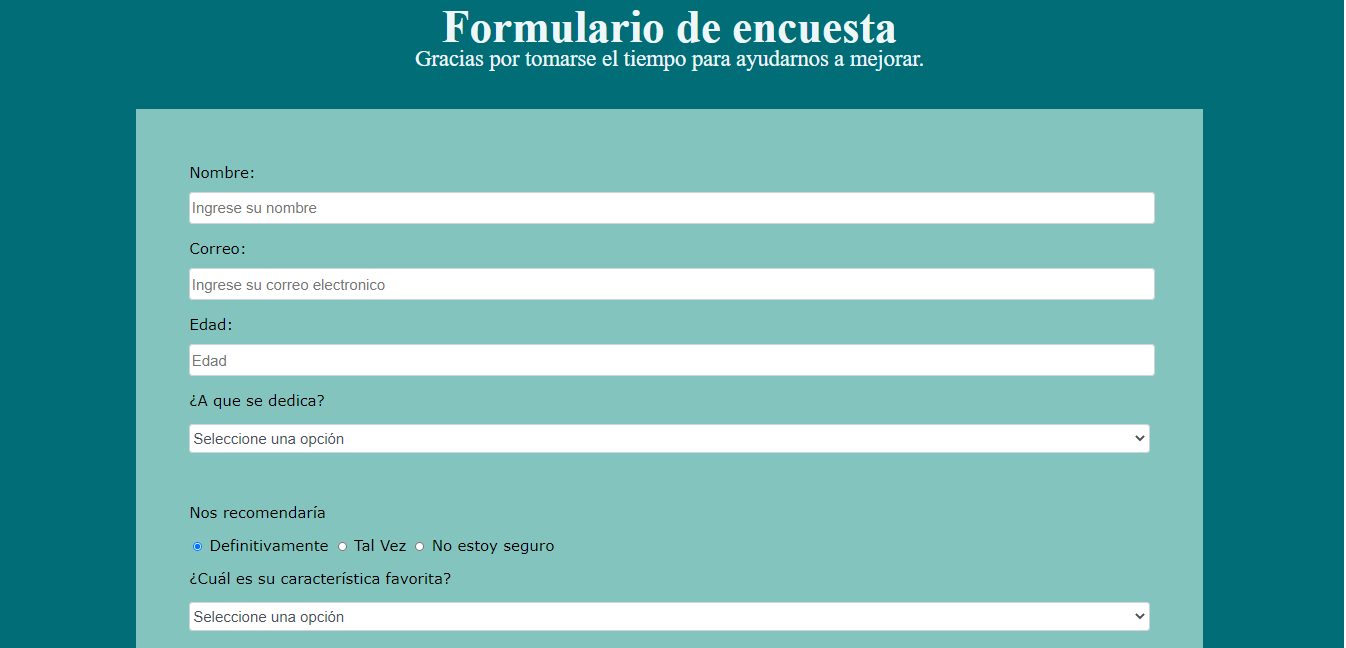 Formulario de encuesta
Gracias por tomarse el tiempo para ayudarnos a mejorar.
Nombre:
Ingrese su nombre
Correo:
Ingrese su correo electronico
Edad:
Edad
¿A que se dedica?
Seleccione una opción
Nos recomendaría
Definitivamente Tal Vez No estoy seguro
¿Cuál es su característica favorita?
Seleccione una opción